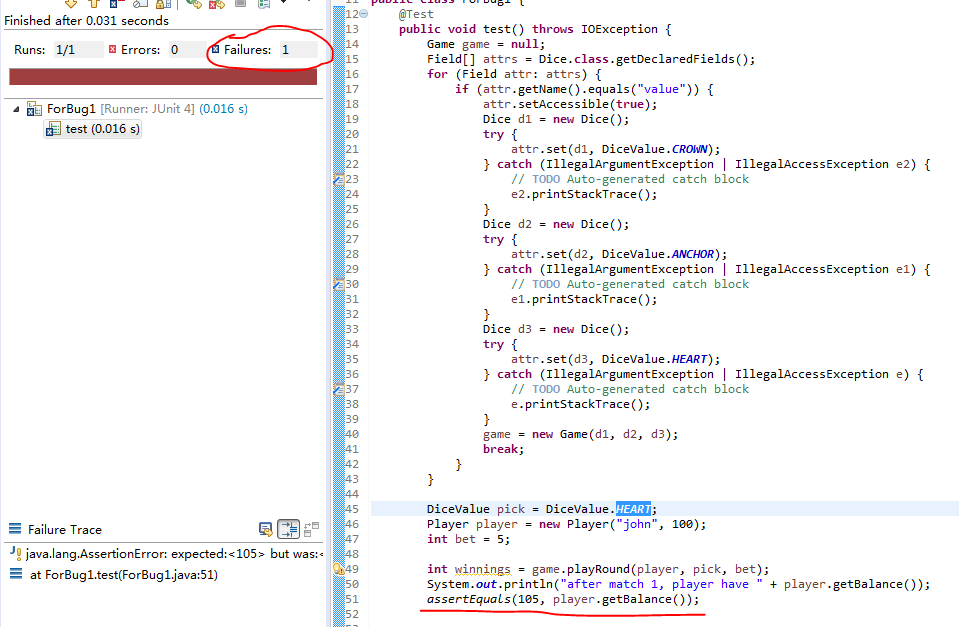 Finished after 0.031 seconds
Runs: 1/1 Errors: 0 Failures: 1
ForBug1 [Runner: JUnit 4] (0.016 s)
test (0.016 s)
Failure Trace
java.lang.AssertionError: expected:<105> but was:<
at ForBug1.test(ForBug1.java:51)
12 @Test
13 public void test() throws IOException {
14 Game game = null;
15 Field[] attrs = Dice.class.getDeclaredFields();
16 for (Field attr: attrs) {
17 if (attr.getName().equals("value")) {
18 attr.setAccessible(true);
19 Dice d1 = new Dice();
20 try {
21 attr.set(d1, DiceValue.CROWN);
22 } catch (IllegalArgumentException | IllegalAccessException e2) {
23 // TODO Auto-generated catch block
24 e2.printStackTrace();
25 }
26 Dice d2 = new Dice();
27 try {
28 attr.set(d2, DiceValue.ANCHOR);
29 } catch (IllegalArgumentException | IllegalAccessException e1) {
30 // TODO Auto-generated catch block
31 e1.printStackTrace();
32 }
33 Dice d3 = new Dice();
34 try {
35 attr.set(d3, DiceValue.HEART);
36 } catch (IllegalArgumentException | IllegalAccessException e) {
37 // TODO Auto-generated catch block
38 e.printStackTrace();
39 }
40 game = new Game(d1, d2, d3);
41 break;
42 }
43 }
44
45 DiceValue pick = DiceValue.HEART;
46 Player player = new Player("john", 100);
47 int bet = 5;
48
49 int winnings = game.playRound(player, pick, bet);
50 System.out.println("after match 1, player have " + player.getBalance());
51 assertEquals(105, player.getBalance());
52